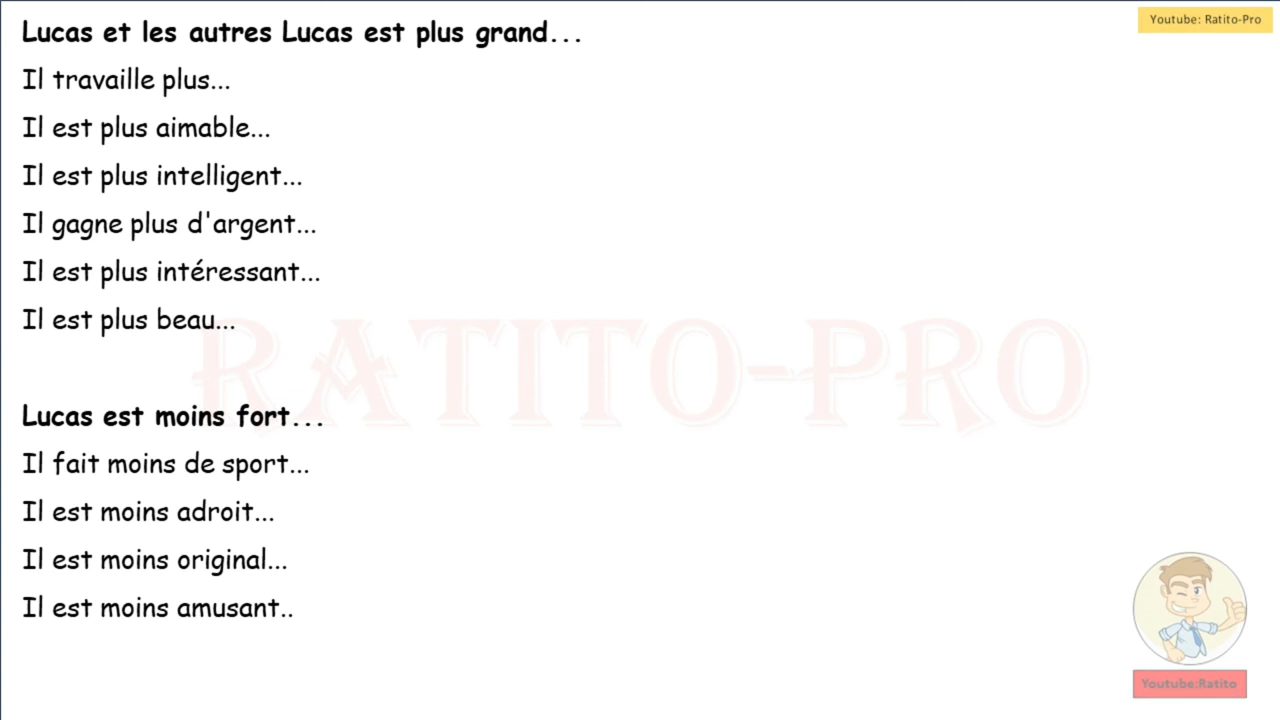 Lucas et les autres Lucas est plus grand...
Youtube: Ratito-Pro
Il travaille plus...
Il est plus aimable...
Il est plus intelligent...
Il gagne plus d'argent...
Il est plus intéressant...
Il est plus beau...
RATITO-PRO
Lucas est moins fort...
Il fait moins de sport...
Il est moins adroit...
Il est moins original...
Il est moins amusant..
Youtube:Ratito